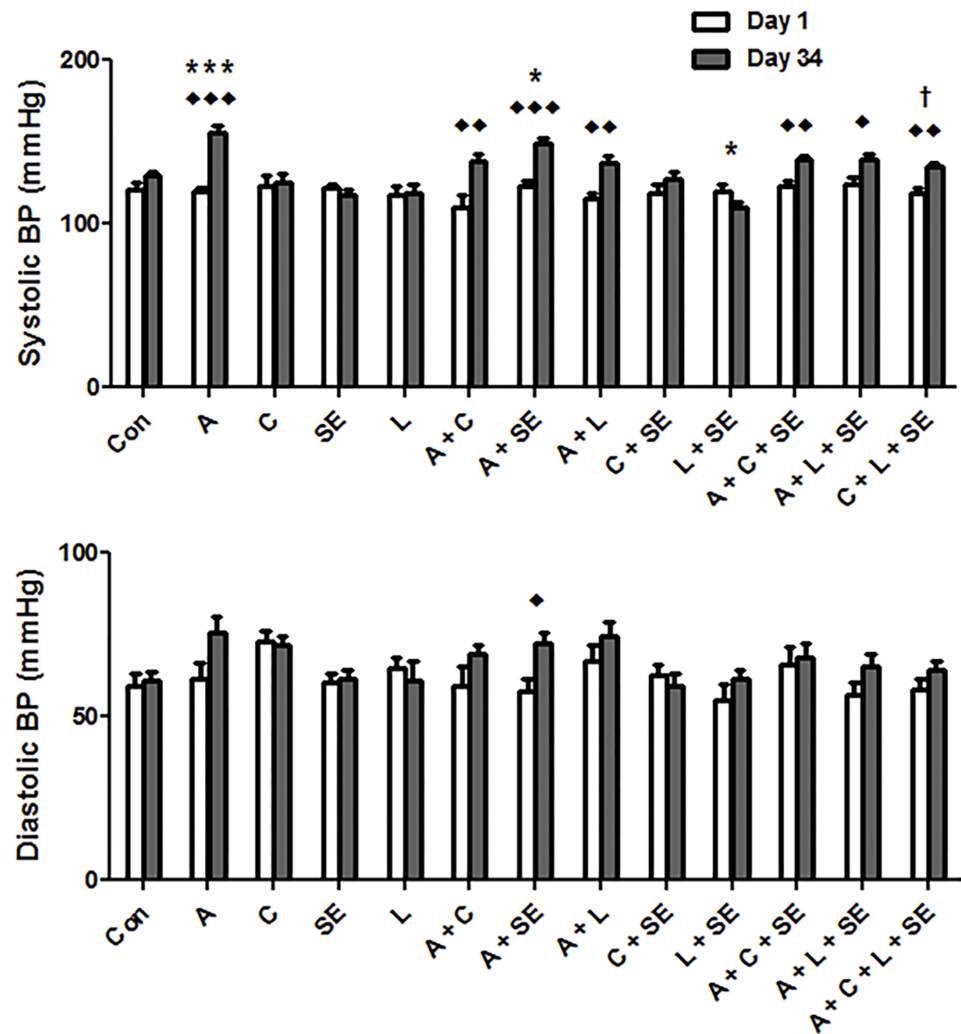 Day 1
Day 34
Systolic BP (mmHg)
200
100
0
***
◆◆◆
◆◆
*
◆◆◆
◆◆
*
◆◆
◆
†
◆◆
Con
A
C
SE
L
A + C
A + SE
A + L
C + SE
L + SE
A + C + SE
A + L + SE
C + L + SE
Diastolic BP (mmHg)
100
50
0
◆
Con
A
C
SE
L
A + C
A + SE
A + L
C + SE
L + SE
A + C + SE
A + L + SE
A + C + L + SE